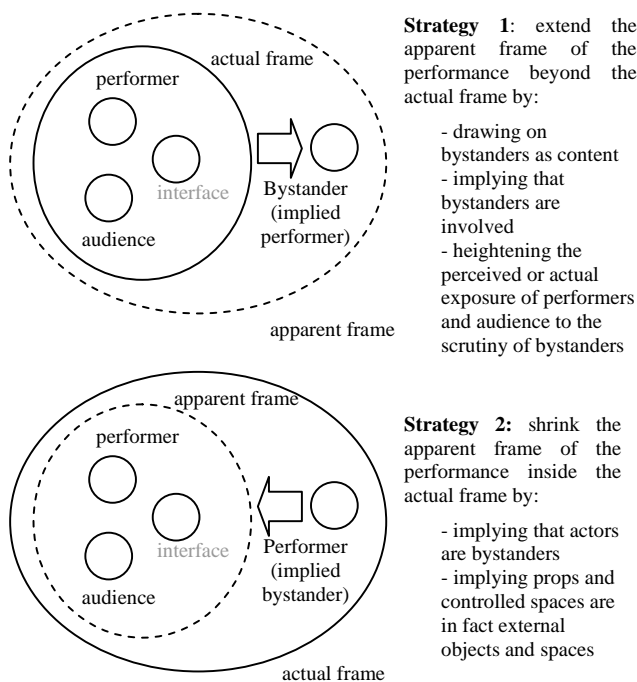 actual frame
performer
interface
audience
Bystander
(implied
performer)
apparent frame
Strategy 1: extend the
apparent frame of the
performance beyond the
actual frame by:
- drawing on
bystanders as content
- implying that
bystanders are
involved
- heightening the
perceived or actual
exposure of performers
and audience to the
scrutiny of bystanders
apparent frame
performer
interface
audience
Performer
(implied
bystander)
actual frame
Strategy 2: shrink the
apparent frame of the
performance inside the
actual frame by:
- implying that actors
are bystanders
- implying props and
controlled spaces are
in fact external
objects and spaces